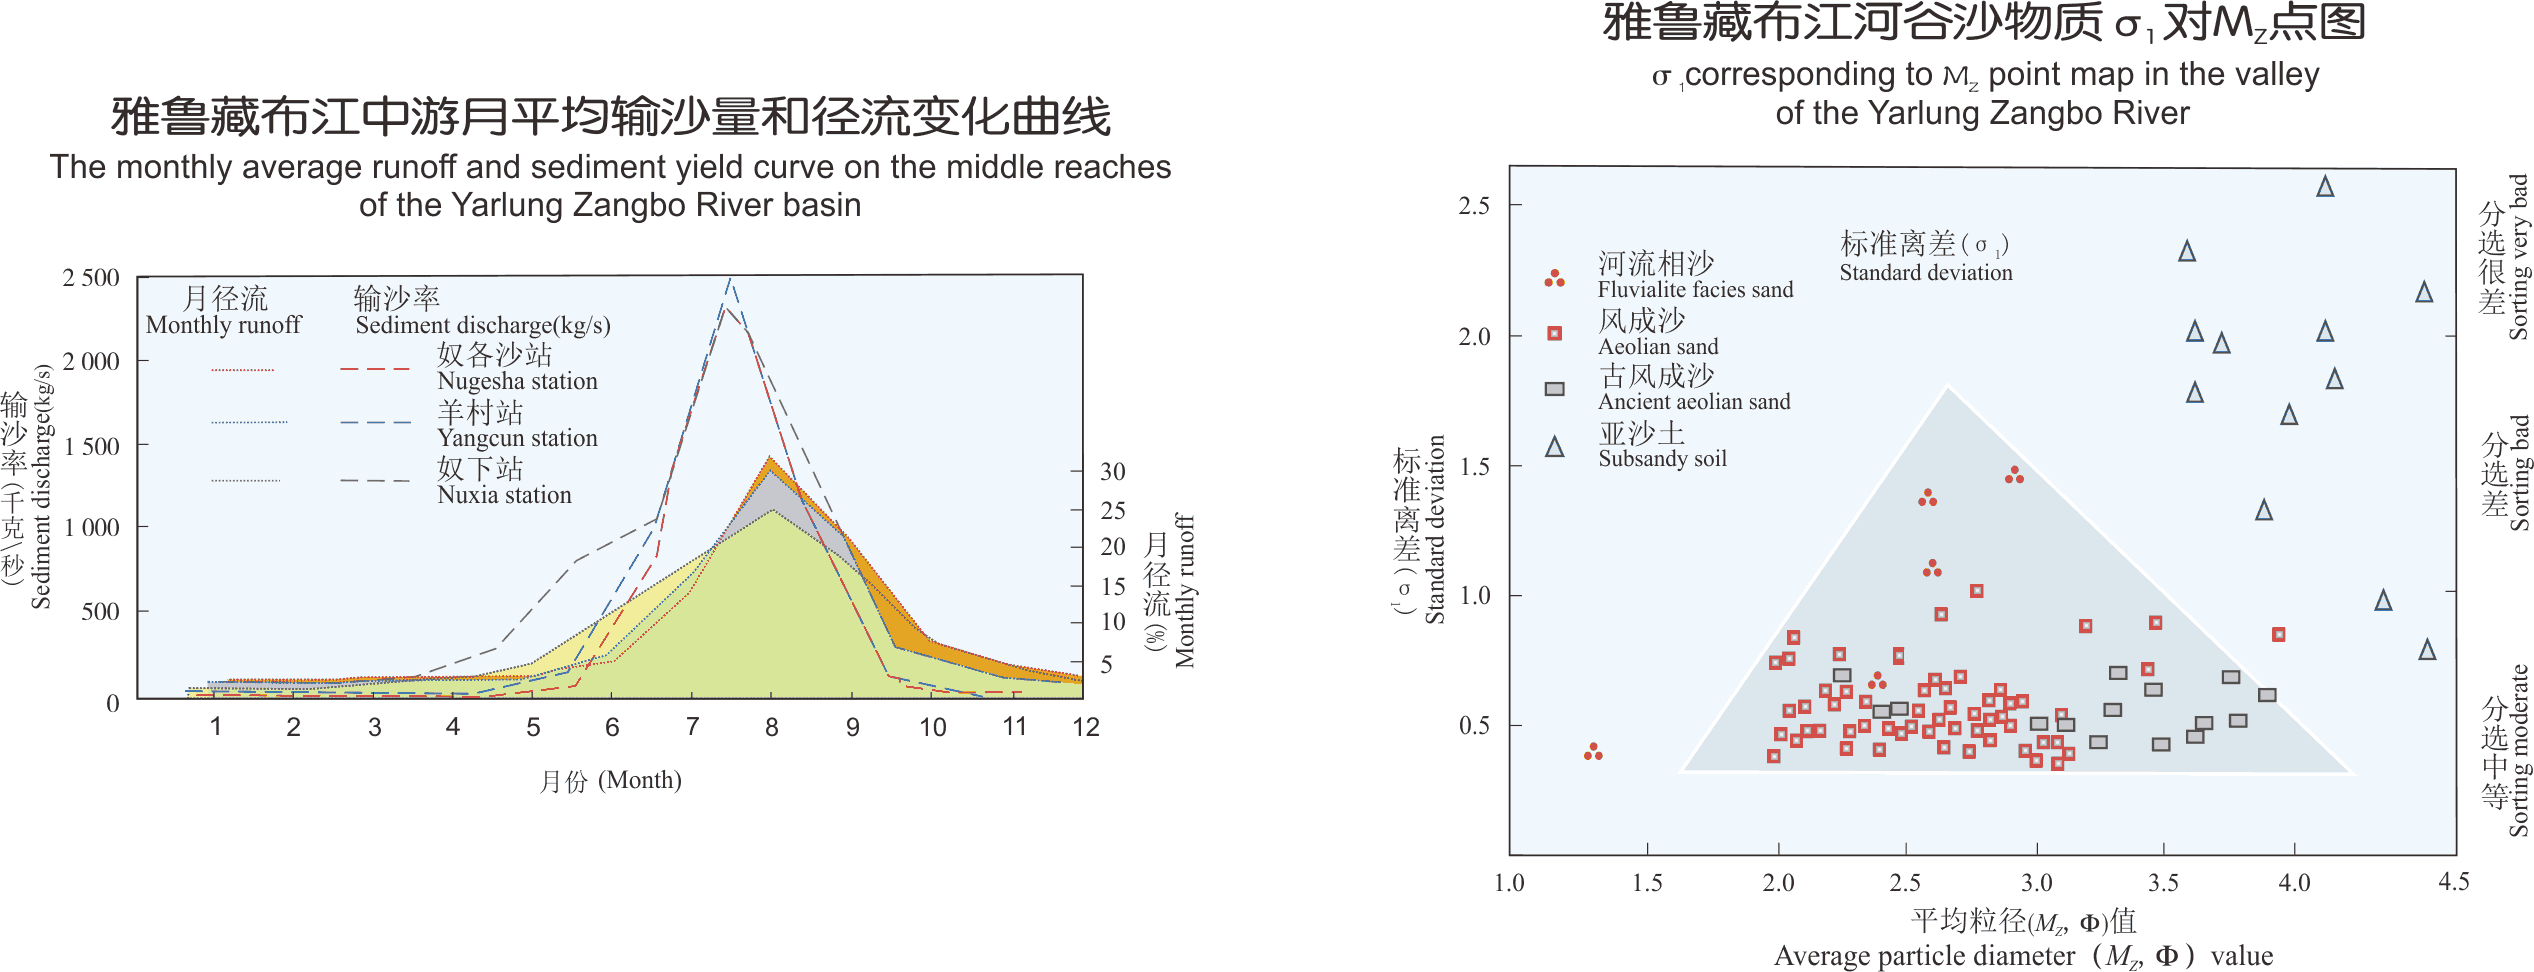 雅鲁藏布江中游月平均输沙量和径流变化曲线
The monthly average runoff and sediment yield curve on the middle reaches
of the Yarlung Zangbo River basin
2 500
2 000
1 500
1 000
500
0
输沙率(千克\秒)
Sediment discharge(kg/s)
月径流
Monthly runoff
输沙率
Sediment discharge(kg/s)
奴各沙站
Nugesha station
羊村站
Yangcun station
奴下站
Nuxia station
30
25
20
15
10
5
月径流(%)
Monthly runoff
1 2 3 4 5 6 7 8 9 10 11 12
月份 (Month)
雅鲁藏布江河谷沙物质 σ₁ 对M_Z点图
σ ₁corresponding to M_Z point map in the valley
of the Yarlung Zangbo River
2.5
2.0
1.5
1.0
0.5
标准离差(σ₁)
Standard deviation
河流相沙
Fluvialite facies sand
风成沙
Aeolian sand
古风成沙
Ancient aeolian sand
亚沙土
Subsandy soil
标准离差(σ₁)
Standard deviation
分选很差
Sorting very bad
分选差
Sorting bad
分选中等
Sorting moderate
1.0 1.5 2.0 2.5 3.0 3.5 4.0 4.5
平均粒径(M_Z, Φ)值
Average particle diameter (M_Z, Φ) value